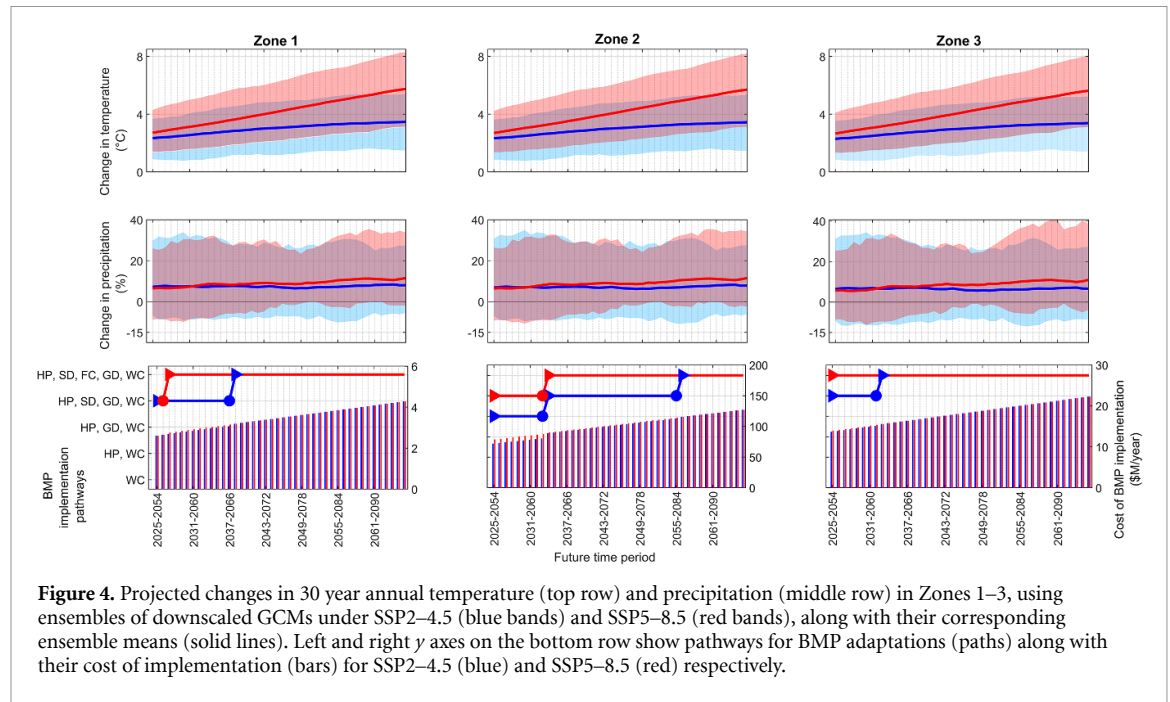 Zone 1
Zone 2
Zone 3
Change in temperature
(°C)
8
4
0
8
4
0
8
4
0
Change in precipitation
(%)
40
20
0
-15
40
20
0
-15
40
20
0
-15
BMP
implementaion
pathways
HP, SD, FC, GD, WC
HP, SD, GD, WC
HP, GD, WC
HP, WC
WC
6
4
2
0
200
150
100
50
0
30
20
10
0
Cost of BMP implementation
($M/year)
2025-2054
2031-2060
2037-2066
2043-2072
2049-2078
2055-2084
2061-2090
2025-2054
2031-2060
2037-2066
2043-2072
2049-2078
2055-2084
2061-2090
2025-2054
2031-2060
2037-2066
2043-2072
2049-2078
2055-2084
2061-2090
Future time period
Figure 4. Projected changes in 30 year annual temperature (top row) and precipitation (middle row) in Zones 1–3, using
ensembles of downscaled GCMs under SSP2–4.5 (blue bands) and SSP5–8.5 (red bands), along with their corresponding
ensemble means (solid lines). Left and right y axes on the bottom row show pathways for BMP adaptations (paths) along with
their cost of implementation (bars) for SSP2–4.5 (blue) and SSP5–8.5 (red) respectively.